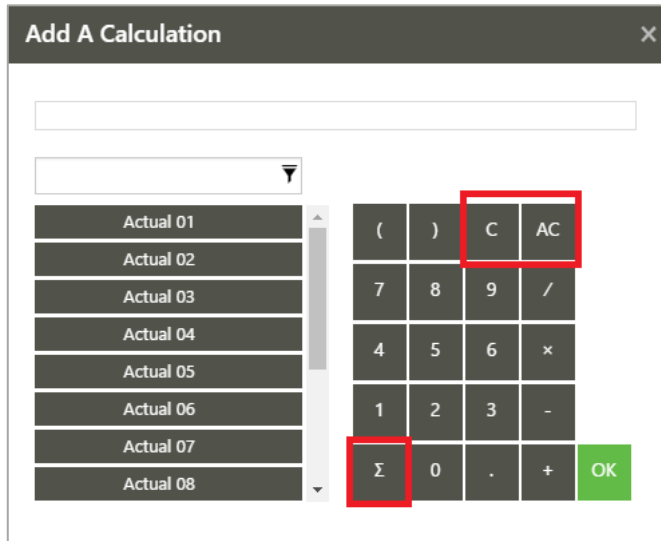 Add A Calculation ×
Actual 01
Actual 02
Actual 03
Actual 04
Actual 05
Actual 06
Actual 07
Actual 08
( ) C AC
7 8 9 /
4 5 6 ×
1 2 3 -
Σ 0 . + OK